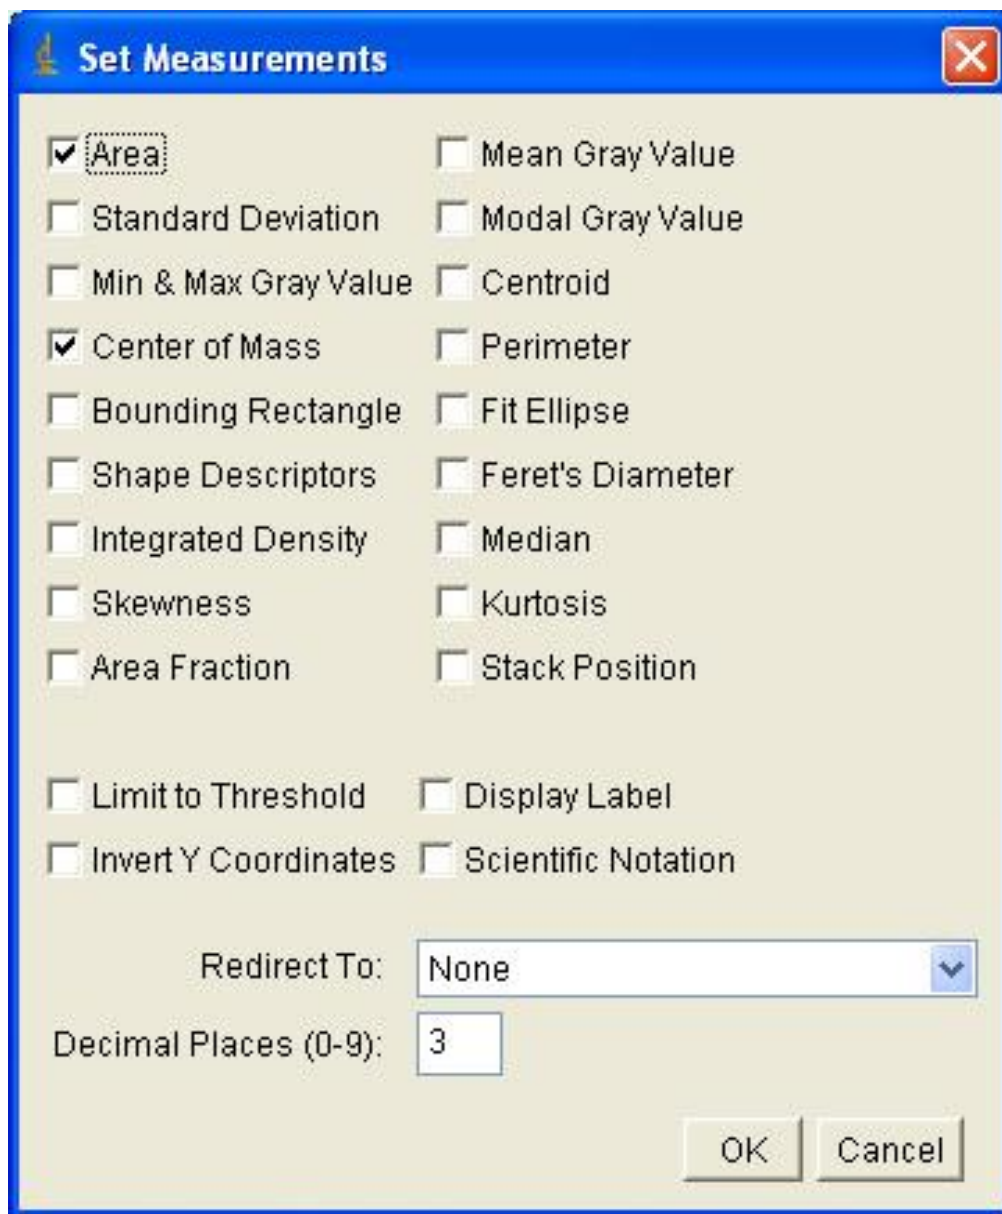 Set Measurements
Area Mean Gray Value
Standard Deviation Modal Gray Value
Min & Max Gray Value Centroid
Center of Mass Perimeter
Bounding Rectangle Fit Ellipse
Shape Descriptors Feret's Diameter
Integrated Density Median
Skewness Kurtosis
Area Fraction Stack Position
Limit to Threshold Display Label
Invert Y Coordinates Scientific Notation
Redirect To: None
Decimal Places (0-9): 3
OK Cancel